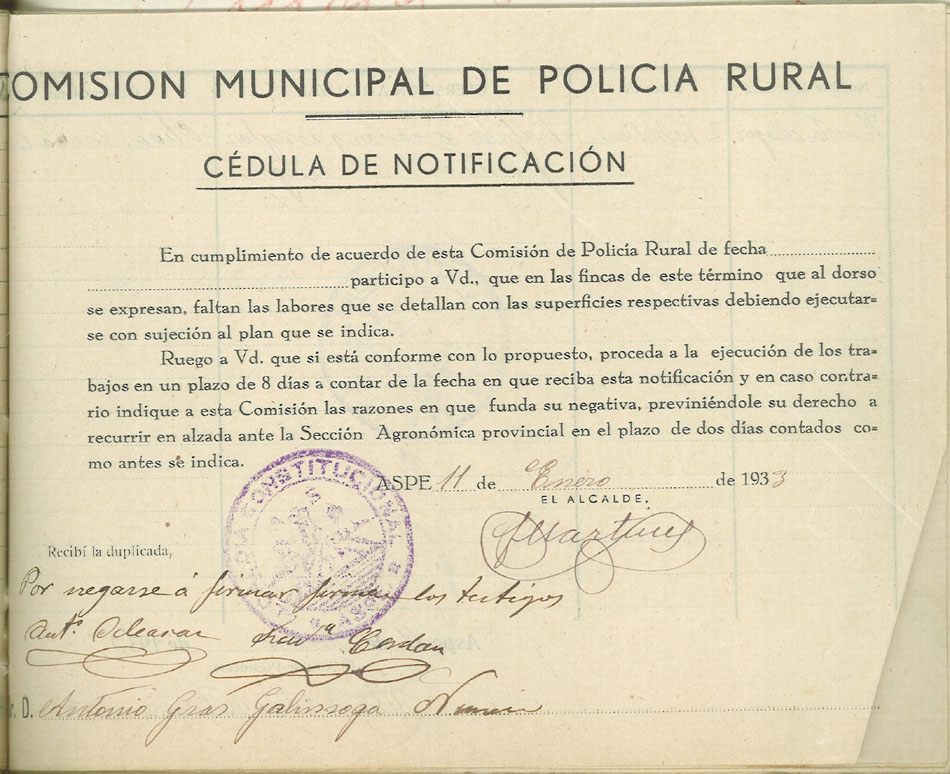 COMISION MUNICIPAL DE POLICIA RURAL
CÉDULA DE NOTIFICACIÓN
En cumplimiento de acuerdo de esta Comisión de Policía Rural de fecha
participo a Vd., que en las fincas de este término que al dorso
se expresan, faltan las labores que se detallan con las superficies respectivas debiendo ejecutar=
se con sujeción al plan que se indica.
Ruego a Vd. que si está conforme con lo propuesto, proceda a la ejecución de los tra=
bajos en un plazo de 8 días a contar de la fecha en que reciba esta notificación y en caso contra=
rio indique a esta Comisión las razones en que funda su negativa, previniéndole su derecho a
recurrir en alzada ante la Sección Agronómica provincial en el plazo de dos días contados co=
mo antes se indica.
ASPE 11 de Enero de 1933
EL ALCALDE,
CONSTITUCIONAL
Recibí la duplicada,
Por negarse á firmar firman los testigos
Antº
Cerdan
D. Antonio Gras Galinsoga